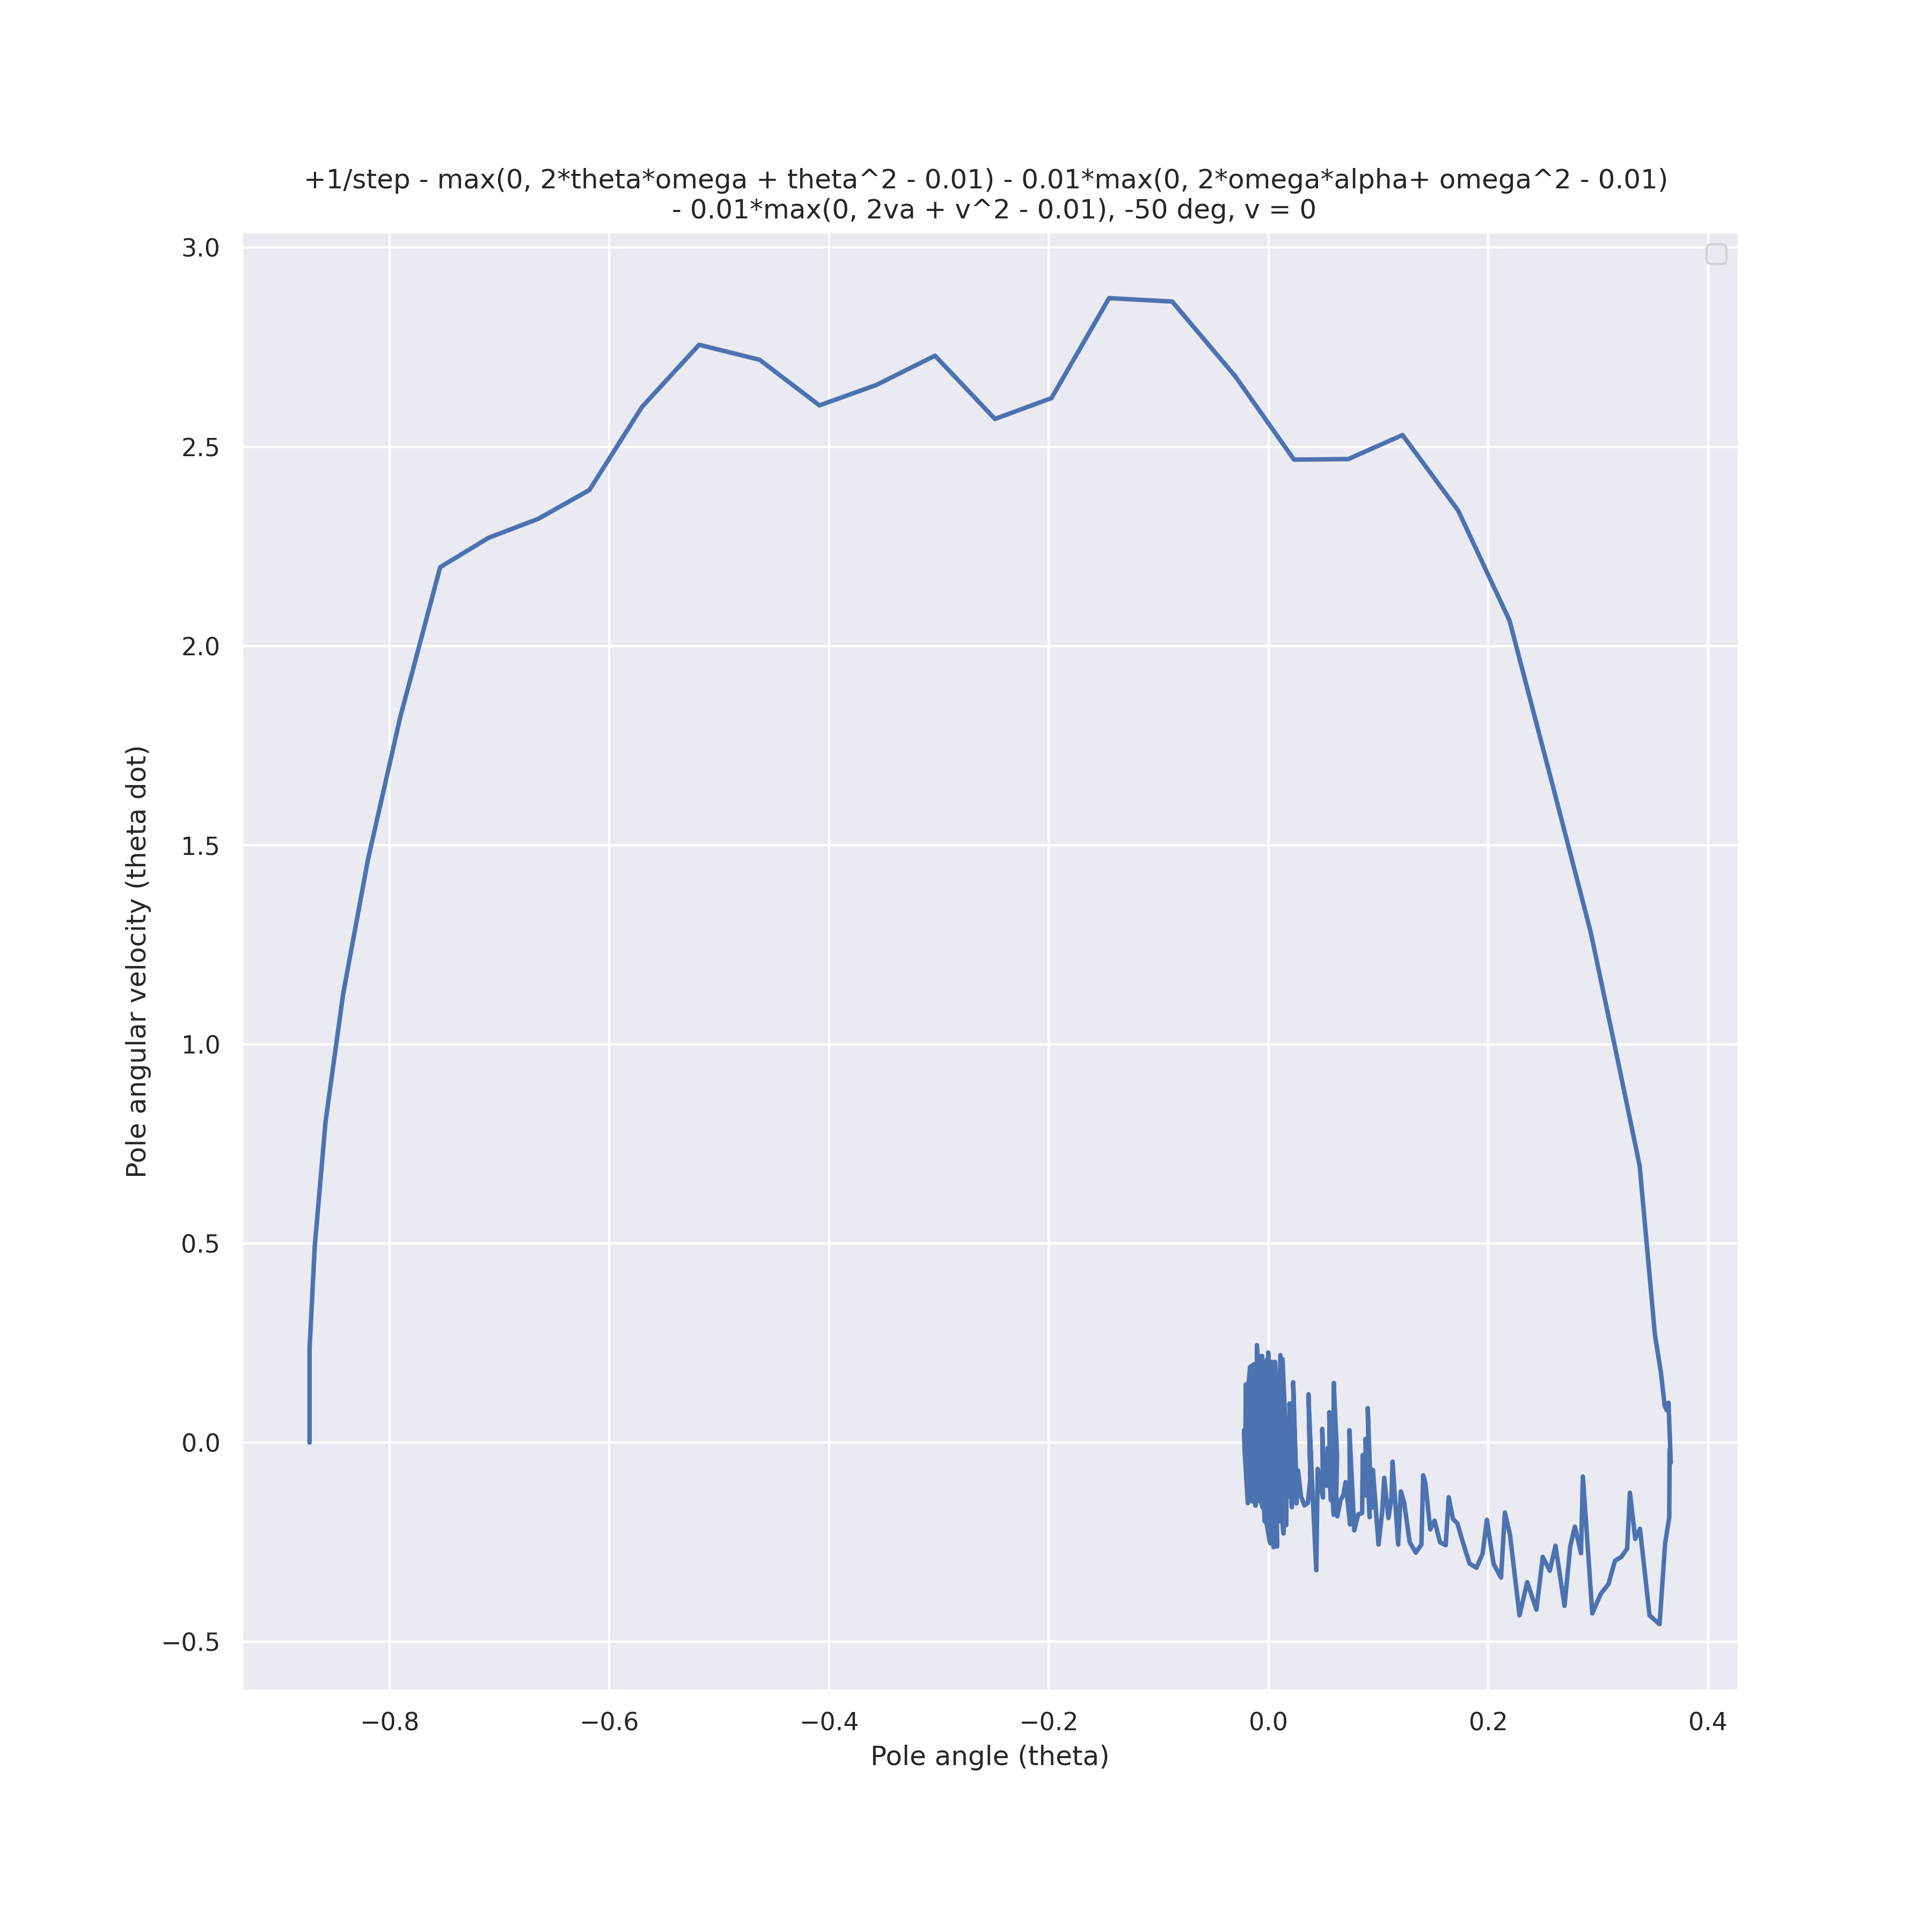 +1/step - max(0, 2*theta*omega + theta^2 - 0.01) - 0.01*max(0, 2*omega*alpha+ omega^2 - 0.01)
- 0.01*max(0, 2va + v^2 - 0.01), -50 deg, v = 0
3.0
2.5
2.0
1.5
1.0
0.5
0.0
−0.5
Pole angular velocity (theta dot)
−0.8 −0.6 −0.4 −0.2 0.0 0.2 0.4
Pole angle (theta)